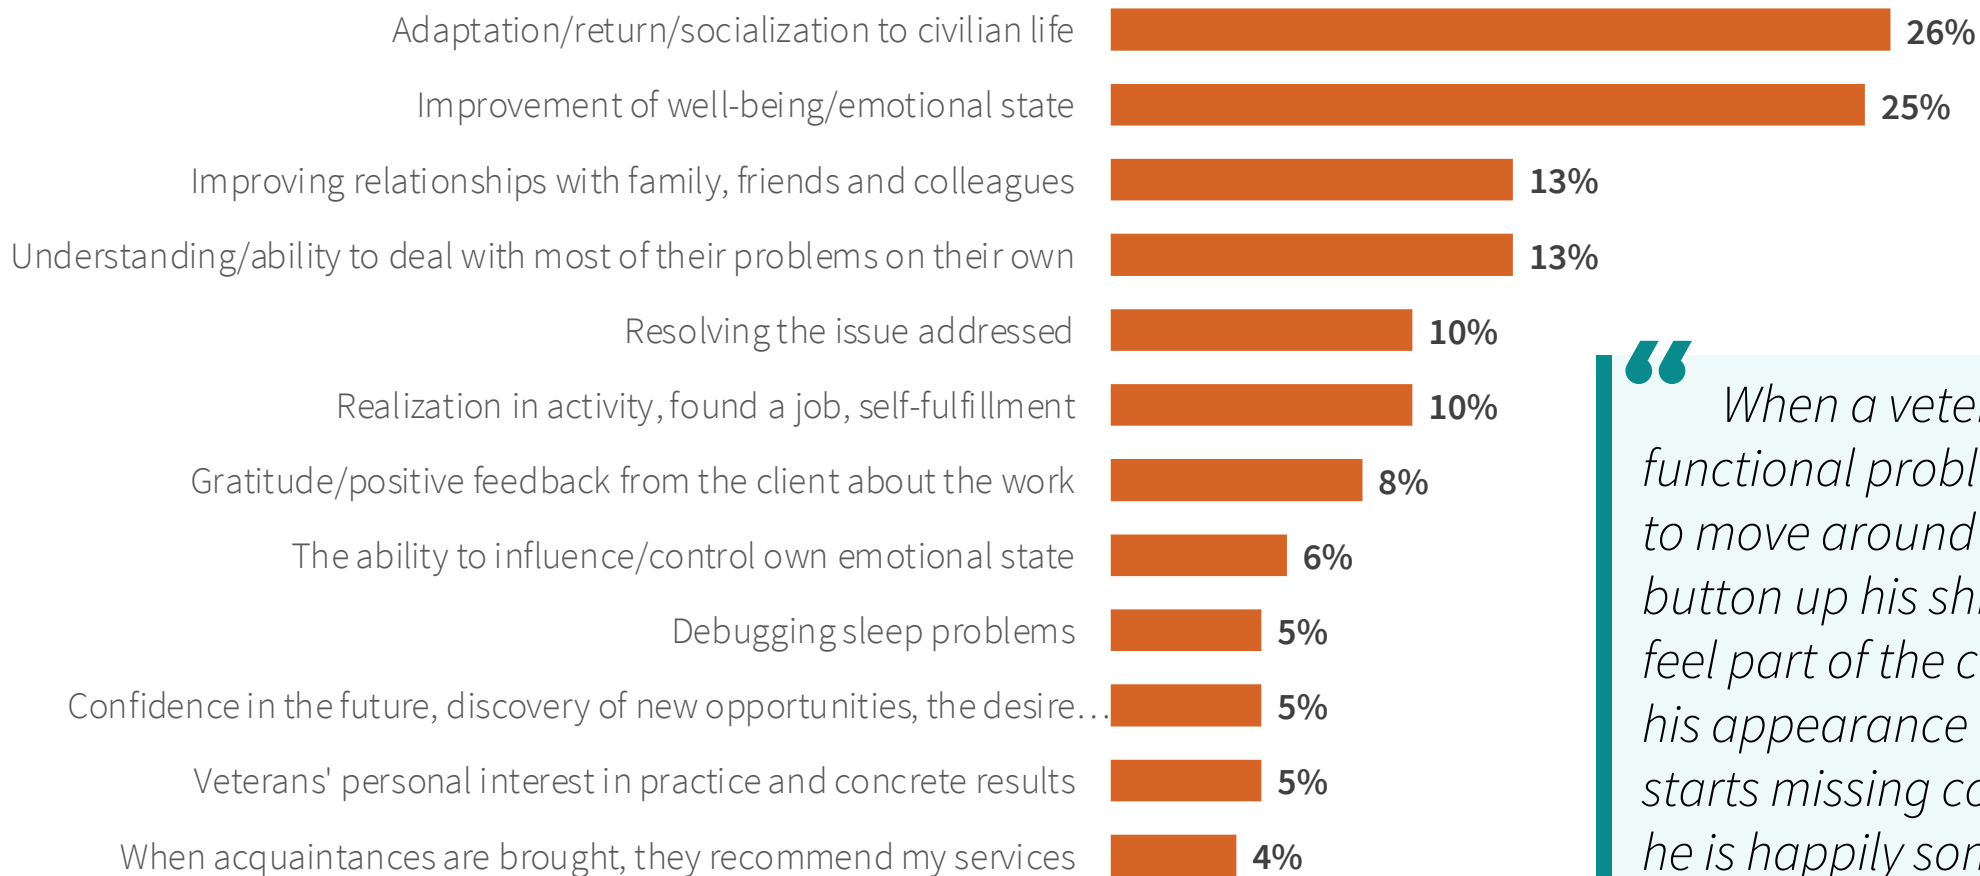 Adaptation/return/socialization to civilian life 26%
Improvement of well-being/emotional state 25%
Improving relationships with family, friends and colleagues 13%
Understanding/ability to deal with most of their problems on their own 13%
Resolving the issue addressed 10%
Realization in activity, found a job, self-fulfillment 10%
Gratitude/positive feedback from the client about the work 8%
The ability to influence/control own emotional state 6%
Debugging sleep problems 5%
Confidence in the future, discovery of new opportunities, the desire… 5%
Veterans' personal interest in practice and concrete results 5%
When acquaintances are brought, they recommend my services 4%
“ When a
functional
to move around
button up his
feel part of the
his appearance
starts missing
he is happily